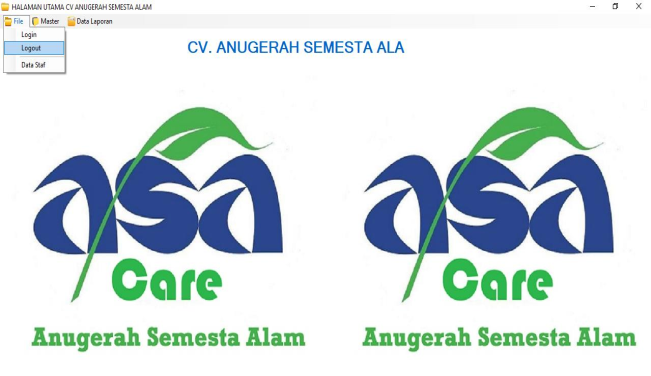 HALAMAN UTAMA CV ANUGERAH SEMESTA ALAM
File Master Data Laporan
Login
Logout
Data Staf
CV. ANUGERAH SEMESTA ALA
asa asa
Care Care
Anugerah Semesta Alam Anugerah Semesta Alam